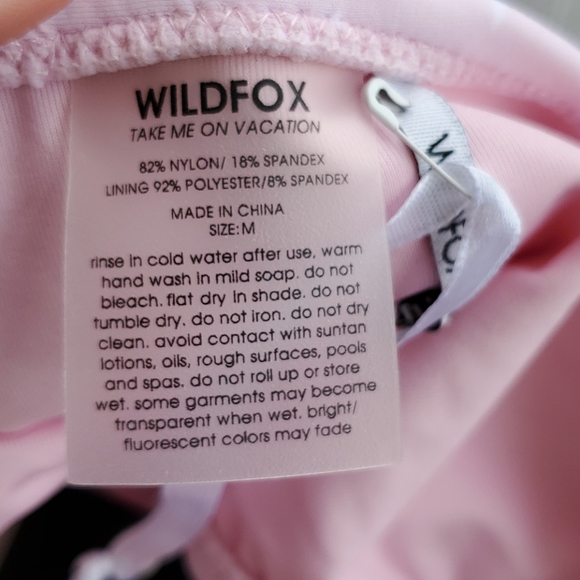 WILDFOX
TAKE ME ON VACATION
82% NYLON/ 18% SPANDEX
LINING 92% POLYESTER/8% SPANDEX
MADE IN CHINA
SIZE: M
rinse in cold water after use. warm
hand wash in mild soap. do not
bleach. flat dry in shade. do not
tumble dry. do not iron. do not dry
clean. avoid contact with suntan
lotions, oils, rough surfaces, pools
and spas. do not roll up or store
wet. some garments may become
transparent when wet. bright/
fluorescent colors may fade